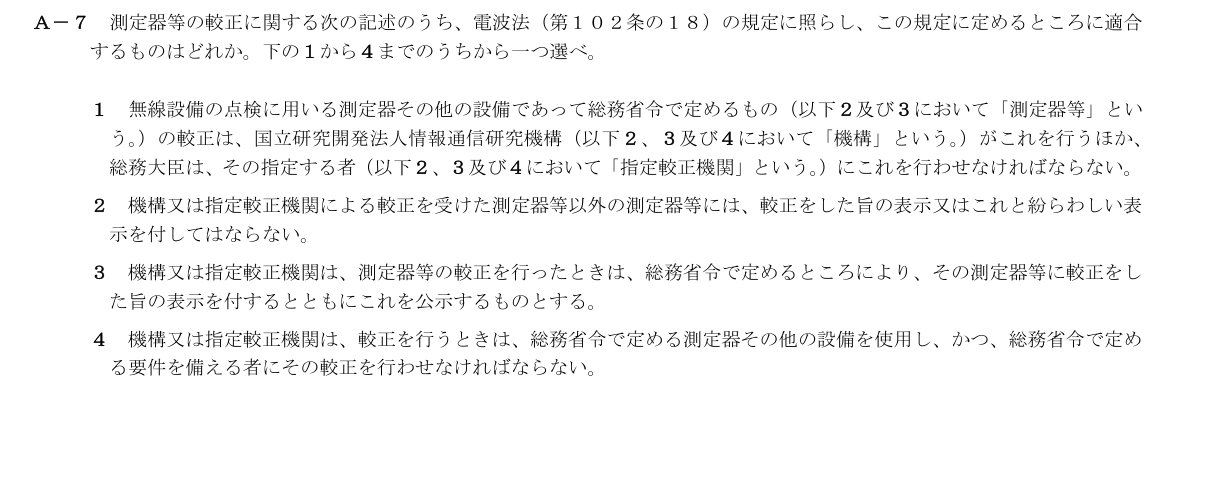 A－7 測定器等の較正に関する次の記述のうち、電波法（第１０２条の１８）の規定に照らし、この規定に定めるところに適合
するものはどれか。下の1から4までのうちから一つ選べ。
1 無線設備の点検に用いる測定器その他の設備であって総務省令で定めるもの（以下2及び3において「測定器等」とい
う。）の較正は、国立研究開発法人情報通信研究機構（以下2、3及び4において「機構」という。）がこれを行うほか、
総務大臣は、その指定する者（以下2、3及び4において「指定較正機関」という。）にこれを行わせなければならない。
2 機構又は指定較正機関による較正を受けた測定器等以外の測定器等には、較正をした旨の表示又はこれと紛らわしい表
示を付してはならない。
3 機構又は指定較正機関は、測定器等の較正を行ったときは、総務省令で定めるところにより、その測定器等に較正をし
た旨の表示を付するとともにこれを公示するものとする。
4 機構又は指定較正機関は、較正を行うときは、総務省令で定める測定器その他の設備を使用し、かつ、総務省令で定め
る要件を備える者にその較正を行わせなければならない。